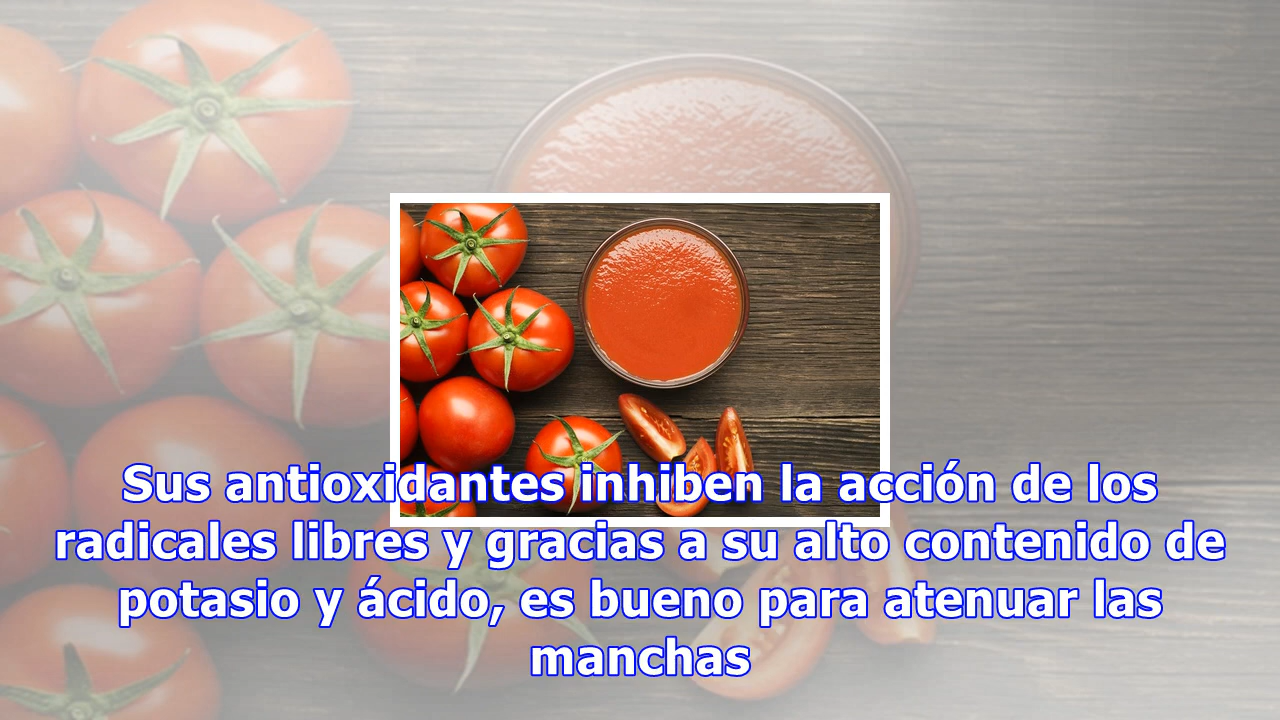 Sus antioxidantes inhiben la acción de los
radicales libres y gracias a su alto contenido de
potasio y ácido, es bueno para atenuar las
manchas